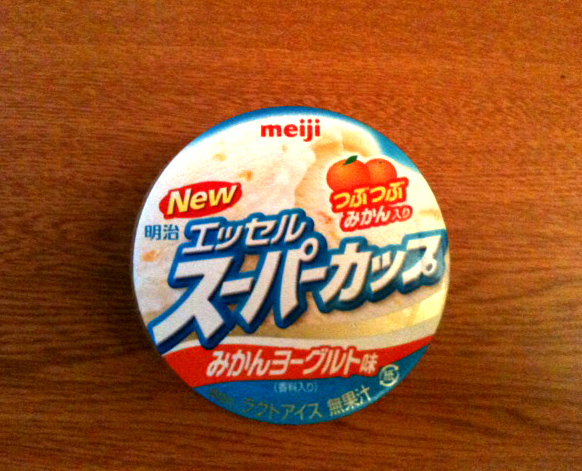 meiji
New
つぶつぶ
みかん入り
明治
エッセル
スーパーカップ
みかんヨーグルト味
(香料入り)
ラクトアイス 無果汁
紙